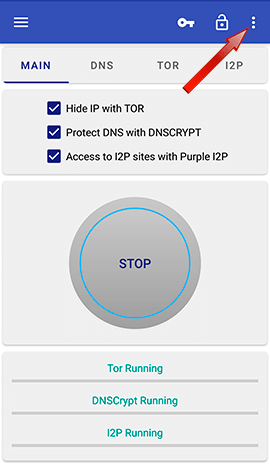 MAIN DNS TOR I2P
Hide IP with TOR
Protect DNS with DNSCRYPT
Access to I2P sites with Purple I2P
STOP
Tor Running
DNSCrypt Running
I2P Running